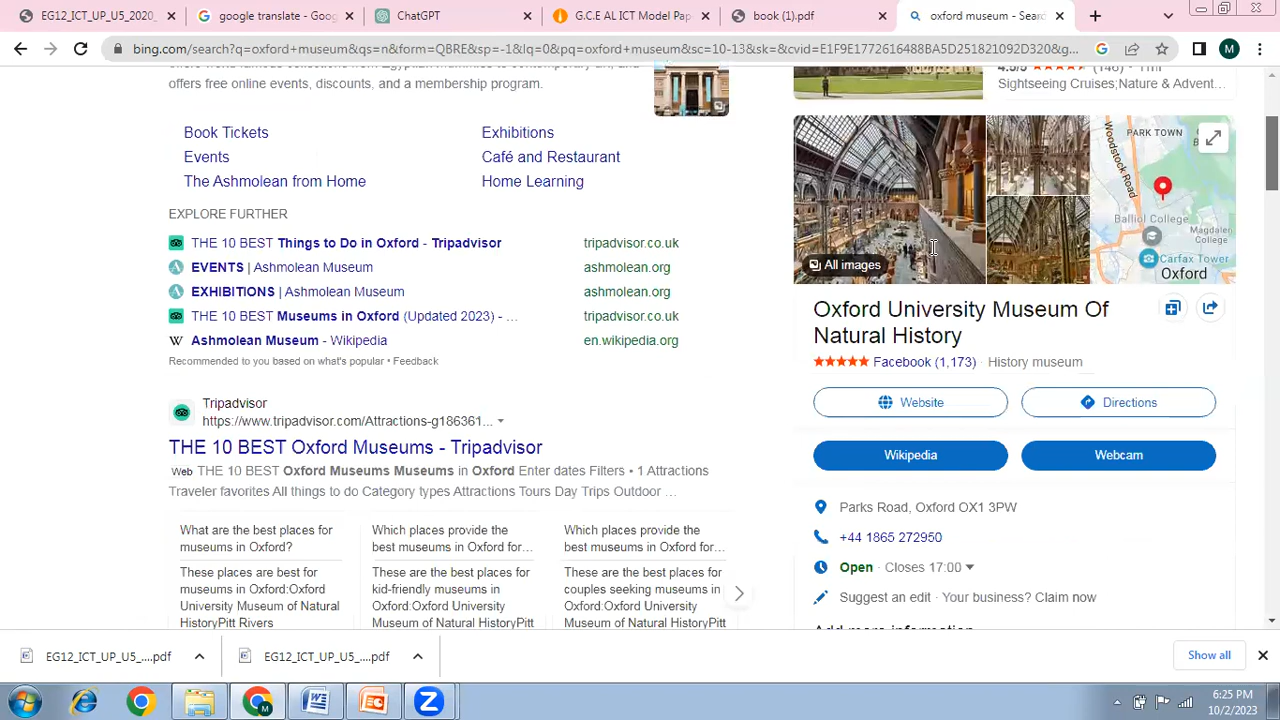 EG12_ICT_UP_U5_2020_
google translate - Goog
ChatGPT
G.C.E AL ICT Model Pap
book (1).pdf
oxford museum - Searc
bing.com/search?q=oxford+museum&qs=n&form=QBRE&sp=-1&lq=0&pq=oxford+museum&sc=10-13&sk=&cvid=E1F9E1772616488BA5D251821092D320&g...
M
offers free online events, discounts, and a membership program.
Book Tickets
Exhibitions
Events
Café and Restaurant
The Ashmolean from Home
Home Learning
EXPLORE FURTHER
THE 10 BEST Things to Do in Oxford - Tripadvisor
tripadvisor.co.uk
EVENTS | Ashmolean Museum
ashmolean.org
EXHIBITIONS | Ashmolean Museum
ashmolean.org
THE 10 BEST Museums in Oxford (Updated 2023) - ...
tripadvisor.co.uk
W Ashmolean Museum - Wikipedia
en.wikipedia.org
Recommended to you based on what's popular • Feedback
Tripadvisor
https://www.tripadvisor.com/Attractions-g186361...
THE 10 BEST Oxford Museums - Tripadvisor
Web THE 10 BEST Oxford Museums Museums in Oxford Enter dates Filters • 1 Attractions
Traveler favorites All things to do Category types Attractions Tours Day Trips Outdoor ...
What are the best places for
museums in Oxford?
These places are best for
museums in Oxford:Oxford
University Museum of Natural
HistoryPitt Rivers
Which places provide the
best museums in Oxford for...
These are the best places for
kid-friendly museums in
Oxford:Oxford University
Museum of Natural HistoryPitt
Which places provide the
best museums in Oxford for...
These are the best places for
couples seeking museums in
Oxford:Oxford University
Museum of Natural HistoryPitt
Sightseeing Cruises;Nature & Advent...
All images
PARK TOWN
Woodstock Road
Balliol College
Magdalen
College
Carfax Tower
Oxford
Oxford University Museum Of
Natural History
Facebook (1,173) · History museum
Website
Directions
Wikipedia
Webcam
Parks Road, Oxford OX1 3PW
+44 1865 272950
Open · Closes 17:00
Suggest an edit · Your business? Claim now
Add more information
EG12_ICT_UP_U5_....pdf
EG12_ICT_UP_U5_....pdf
Show all
6:25 PM
10/2/2023